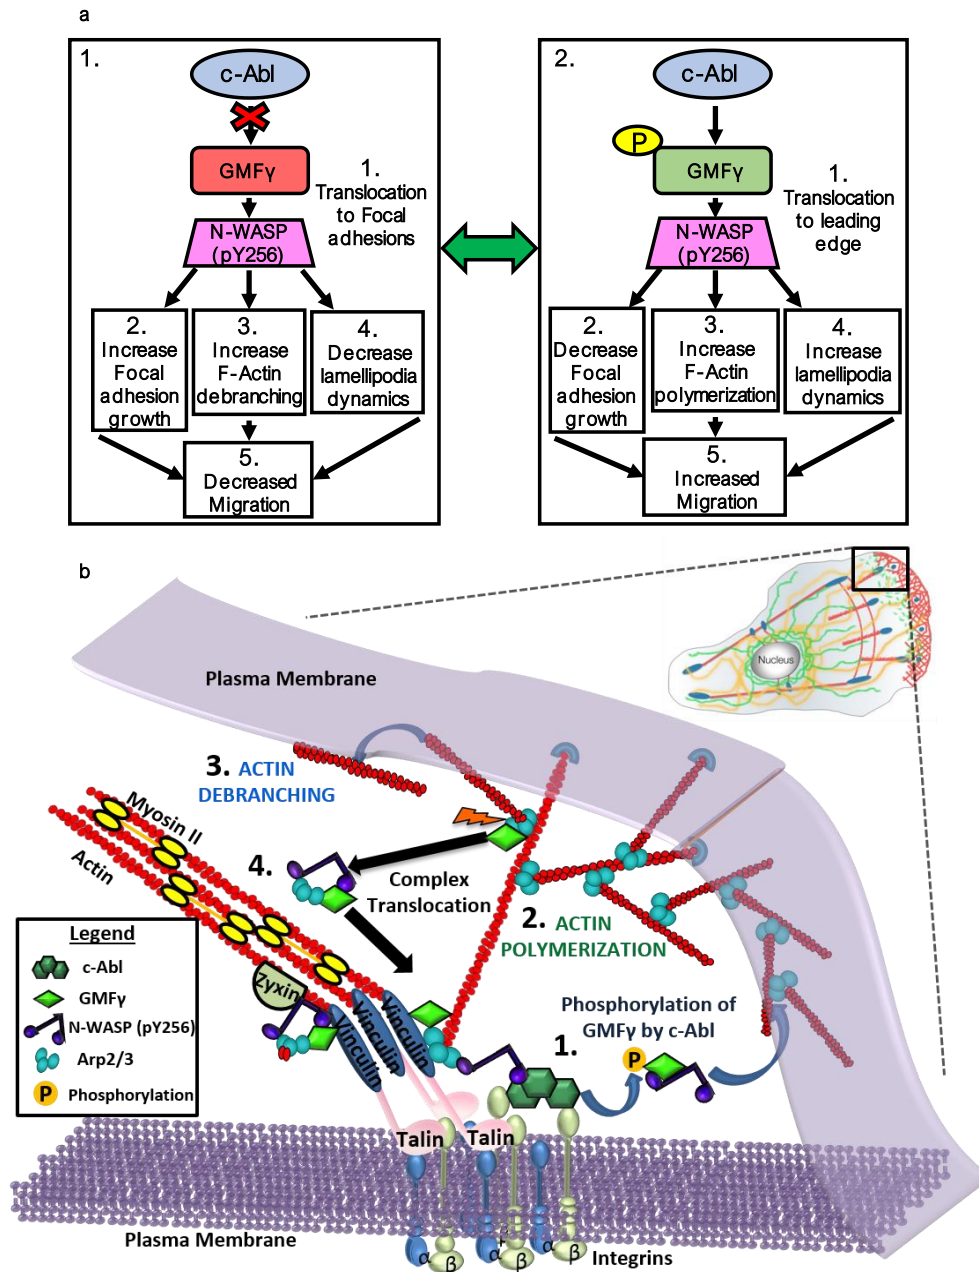 a
1.
c-Abl
GMFγ
1.
Translocation
to Focal
adhesions
N-WASP
(pY256)
2.
Increase
Focal
adhesion
growth
3.
Increase
F-Actin
debranching
4.
Decrease
lamellipodia
dynamics
5.
Decreased
Migration
2.
c-Abl
P
GMFγ
1.
Translocation
to leading
edge
N-WASP
(pY256)
2.
Decrease
Focal
adhesion
growth
3.
Increase
F-Actin
polymerization
4.
Increase
lamellipodia
dynamics
5.
Increased
Migration
b
Nucleus
Plasma Membrane
3. ACTIN
DEBRANCHING
Myosin II
Actin
4.
Complex
Translocation
2. ACTIN
POLYMERIZATION
Legend
c-Abl
GMFγ
N-WASP (pY256)
Arp2/3
P Phosphorylation
Zyxin
Vinculin
Vinculin
Vinculin
Phosphorylation of
GMFγ by c-Abl
1.
P
Talin
Talin
Plasma Membrane
α
β
α
β
α
β
Integrins